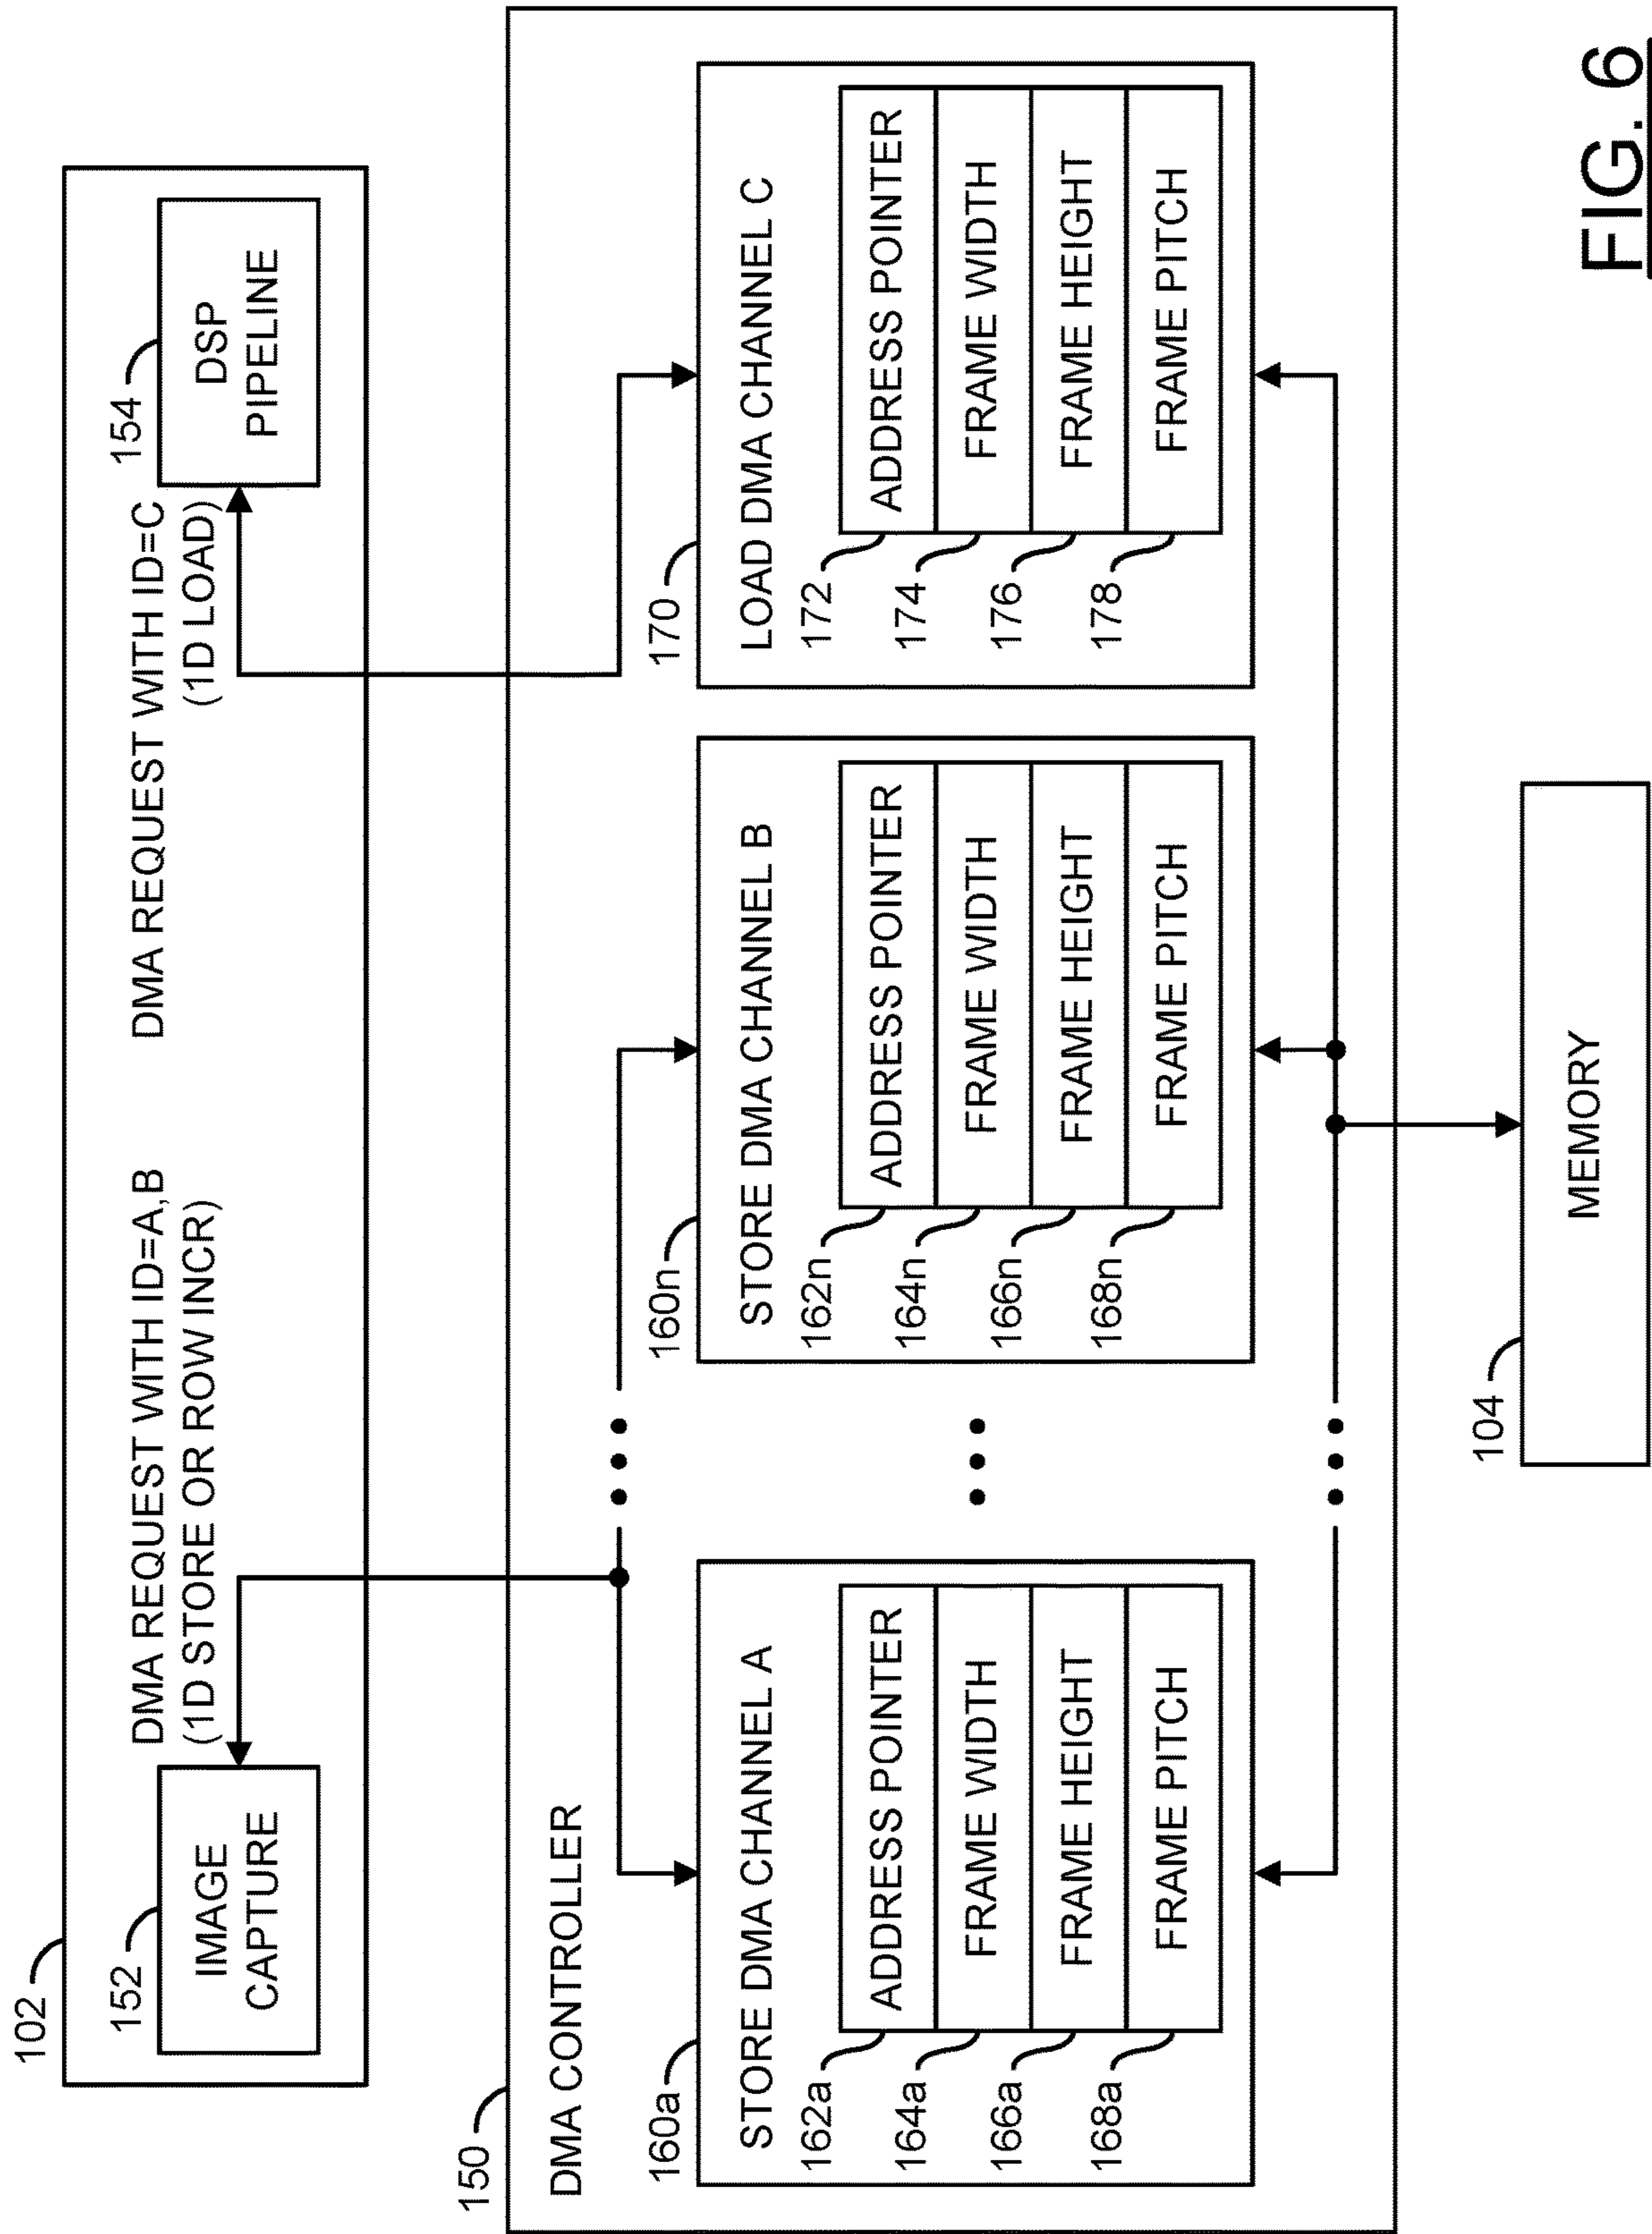 102
152
IMAGE
CAPTURE
DMA REQUEST WITH ID=A,B
(1D STORE OR ROW INCR)
DMA REQUEST WITH ID=C
(1D LOAD)
154
DSP
PIPELINE
150
DMA CONTROLLER
160a
STORE DMA CHANNEL A
162a
ADDRESS POINTER
164a
FRAME WIDTH
166a
FRAME HEIGHT
168a
FRAME PITCH
160n
STORE DMA CHANNEL B
162n
ADDRESS POINTER
164n
FRAME WIDTH
166n
FRAME HEIGHT
168n
FRAME PITCH
170
LOAD DMA CHANNEL C
172
ADDRESS POINTER
174
FRAME WIDTH
176
FRAME HEIGHT
178
FRAME PITCH
104
MEMORY
FIG. 6